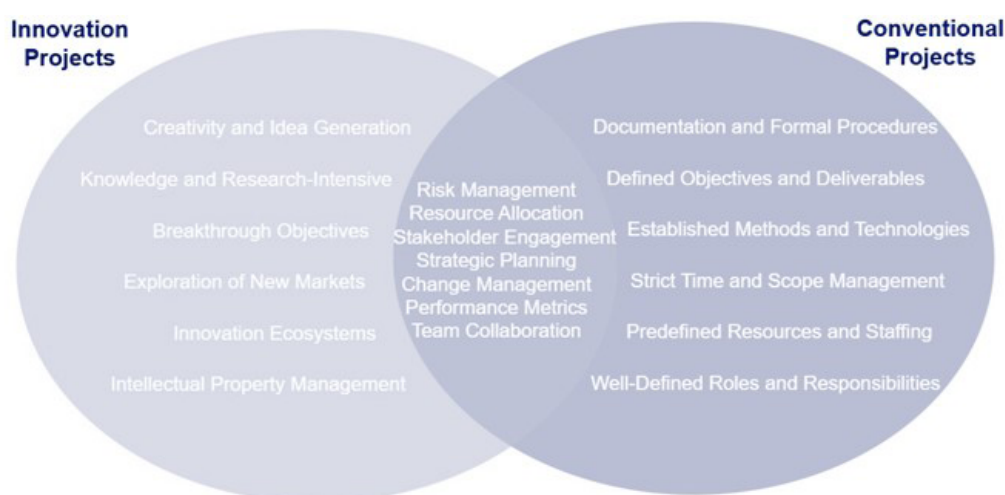 Innovation
Projects
Conventional
Projects
Creativity and Idea Generation
Knowledge and Research-Intensive
Breakthrough Objectives
Exploration of New Markets
Innovation Ecosystems
Intellectual Property Management
Risk Management
Resource Allocation
Stakeholder Engagement
Strategic Planning
Change Management
Performance Metrics
Team Collaboration
Documentation and Formal Procedures
Defined Objectives and Deliverables
Established Methods and Technologies
Strict Time and Scope Management
Predefined Resources and Staffing
Well-Defined Roles and Responsibilities